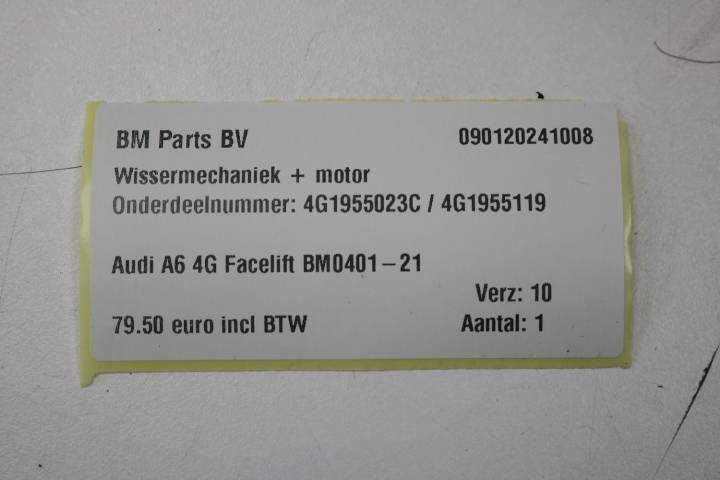 BM Parts BV 090120241008
Wissermechaniek + motor
Onderdeelnummer: 4G1955023C / 4G1955119
Audi A6 4G Facelift BM0401-21
Verz: 10
79.50 euro incl BTW Aantal: 1